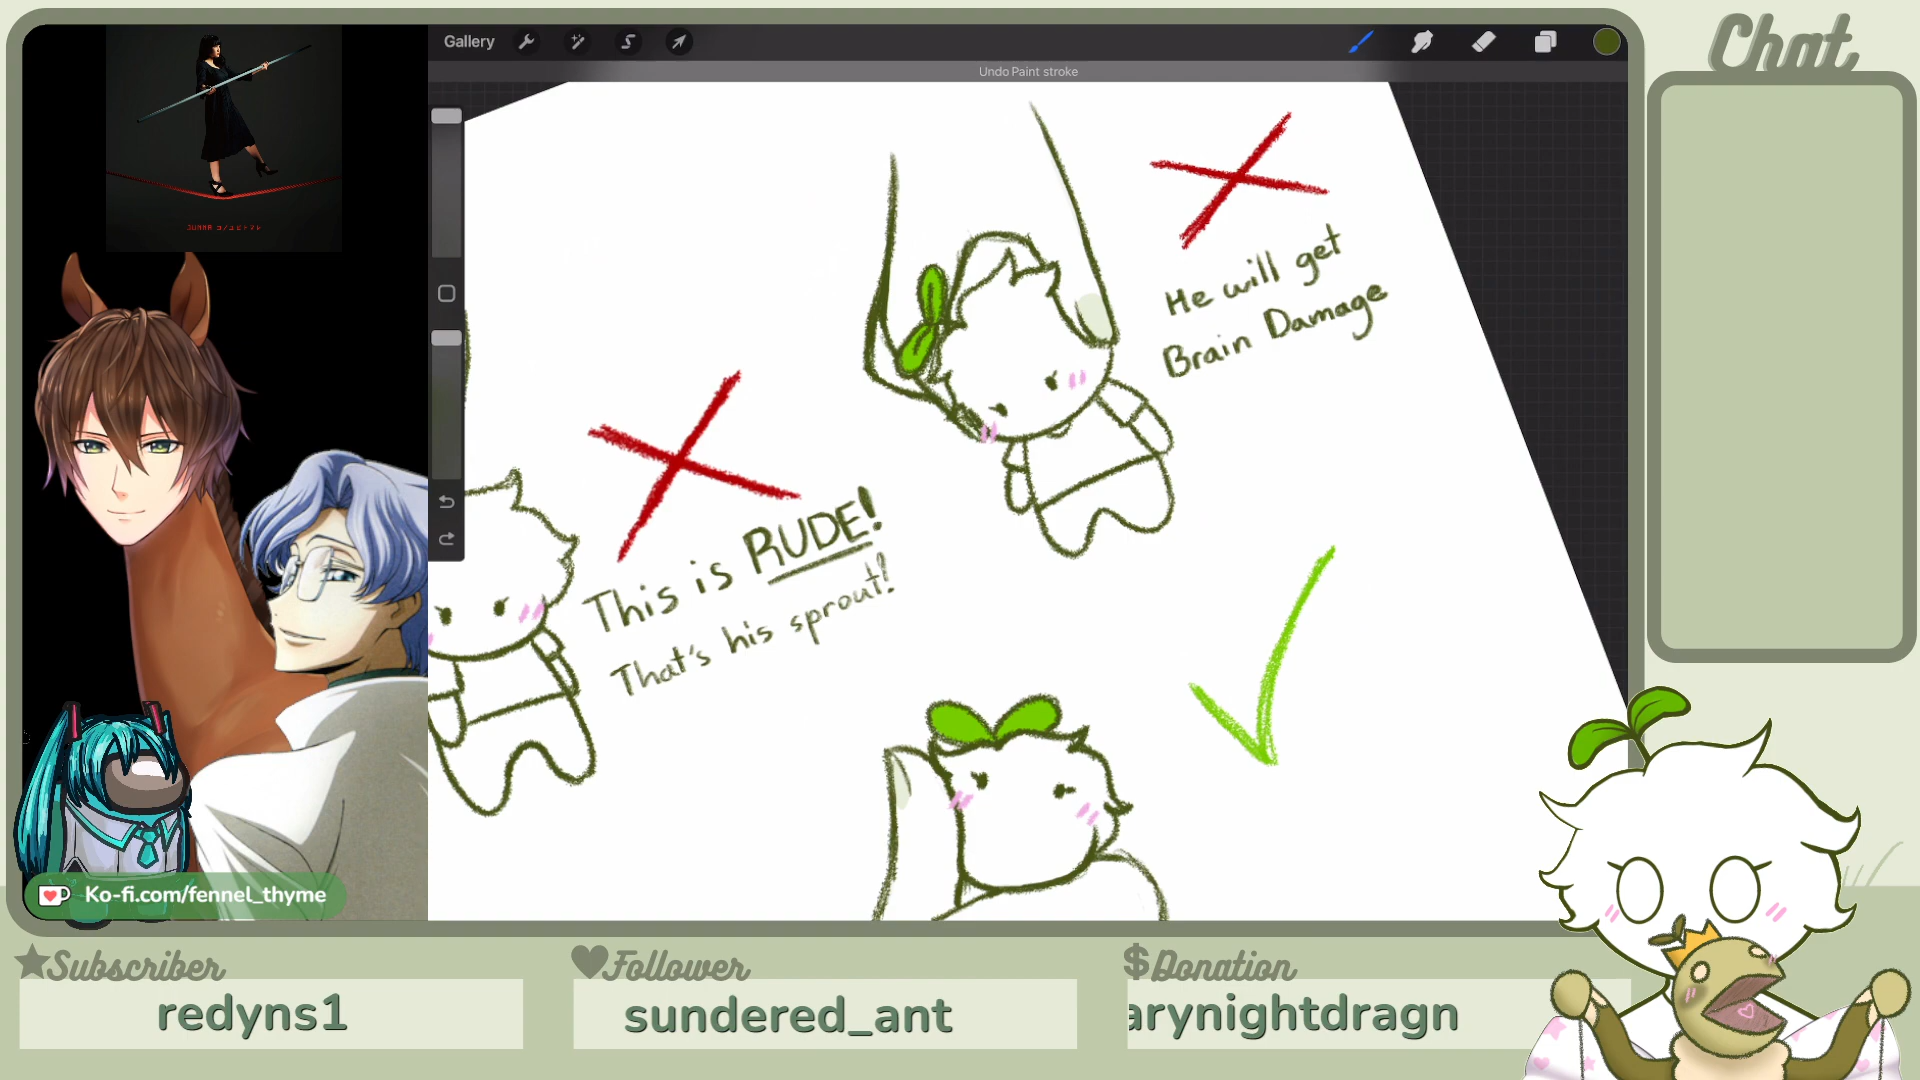 Gallery
Undo Paint stroke
Chat
He will get
Brain Damage
This is RUDE!
That's his sprout!
Ko-fi.com/fennel_thyme
Subscriber
redyns1
Follower
sundered_ant
$Donation
arynightdragn